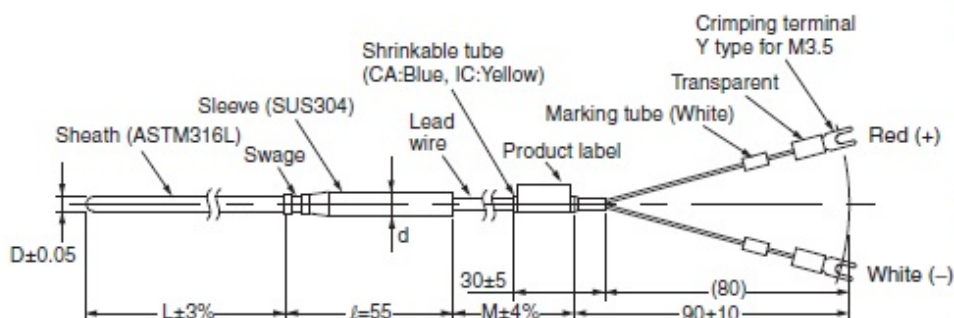 Crimping terminal
Y type for M3.5
Shrinkable tube
(CA:Blue, IC:Yellow)
Transparent
Sleeve (SUS304)
Marking tube (White)
Lead
wire
Sheath (ASTM316L)
Product label
Red (+)
Swage
D±0.05
d
30±5
(80)
White (–)
L±3%
ℓ=55
M±4%
90±10